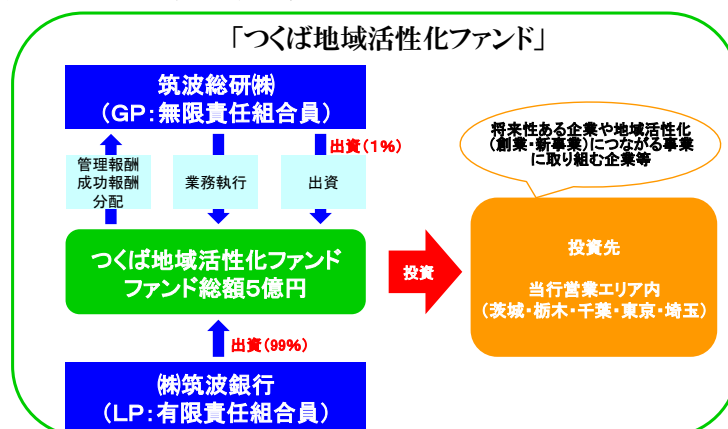 「つくば地域活性化ファンド」
筑波総研㈱
(GP:無限責任組合員)
出資(1%)
管理報酬
成功報酬
分配
業務執行
出資
将来性ある企業や地域活性化
(創業・新事業)につながる事業
に取り組む企業等
つくば地域活性化ファンド
ファンド総額5億円
投資
投資先
当行営業エリア内
(茨城・栃木・千葉・東京・埼玉)
出資(99%)
㈱筑波銀行
(LP:有限責任組合員)